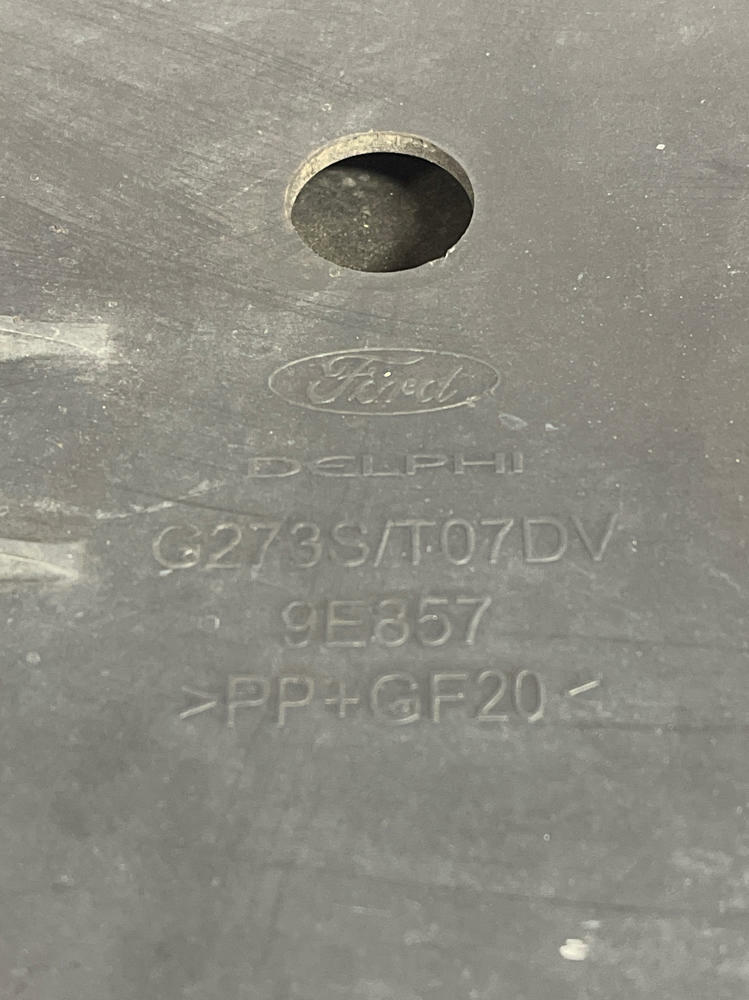 Ford
DELPHI
G273S/T07DV
9E857
>PP+GF20<